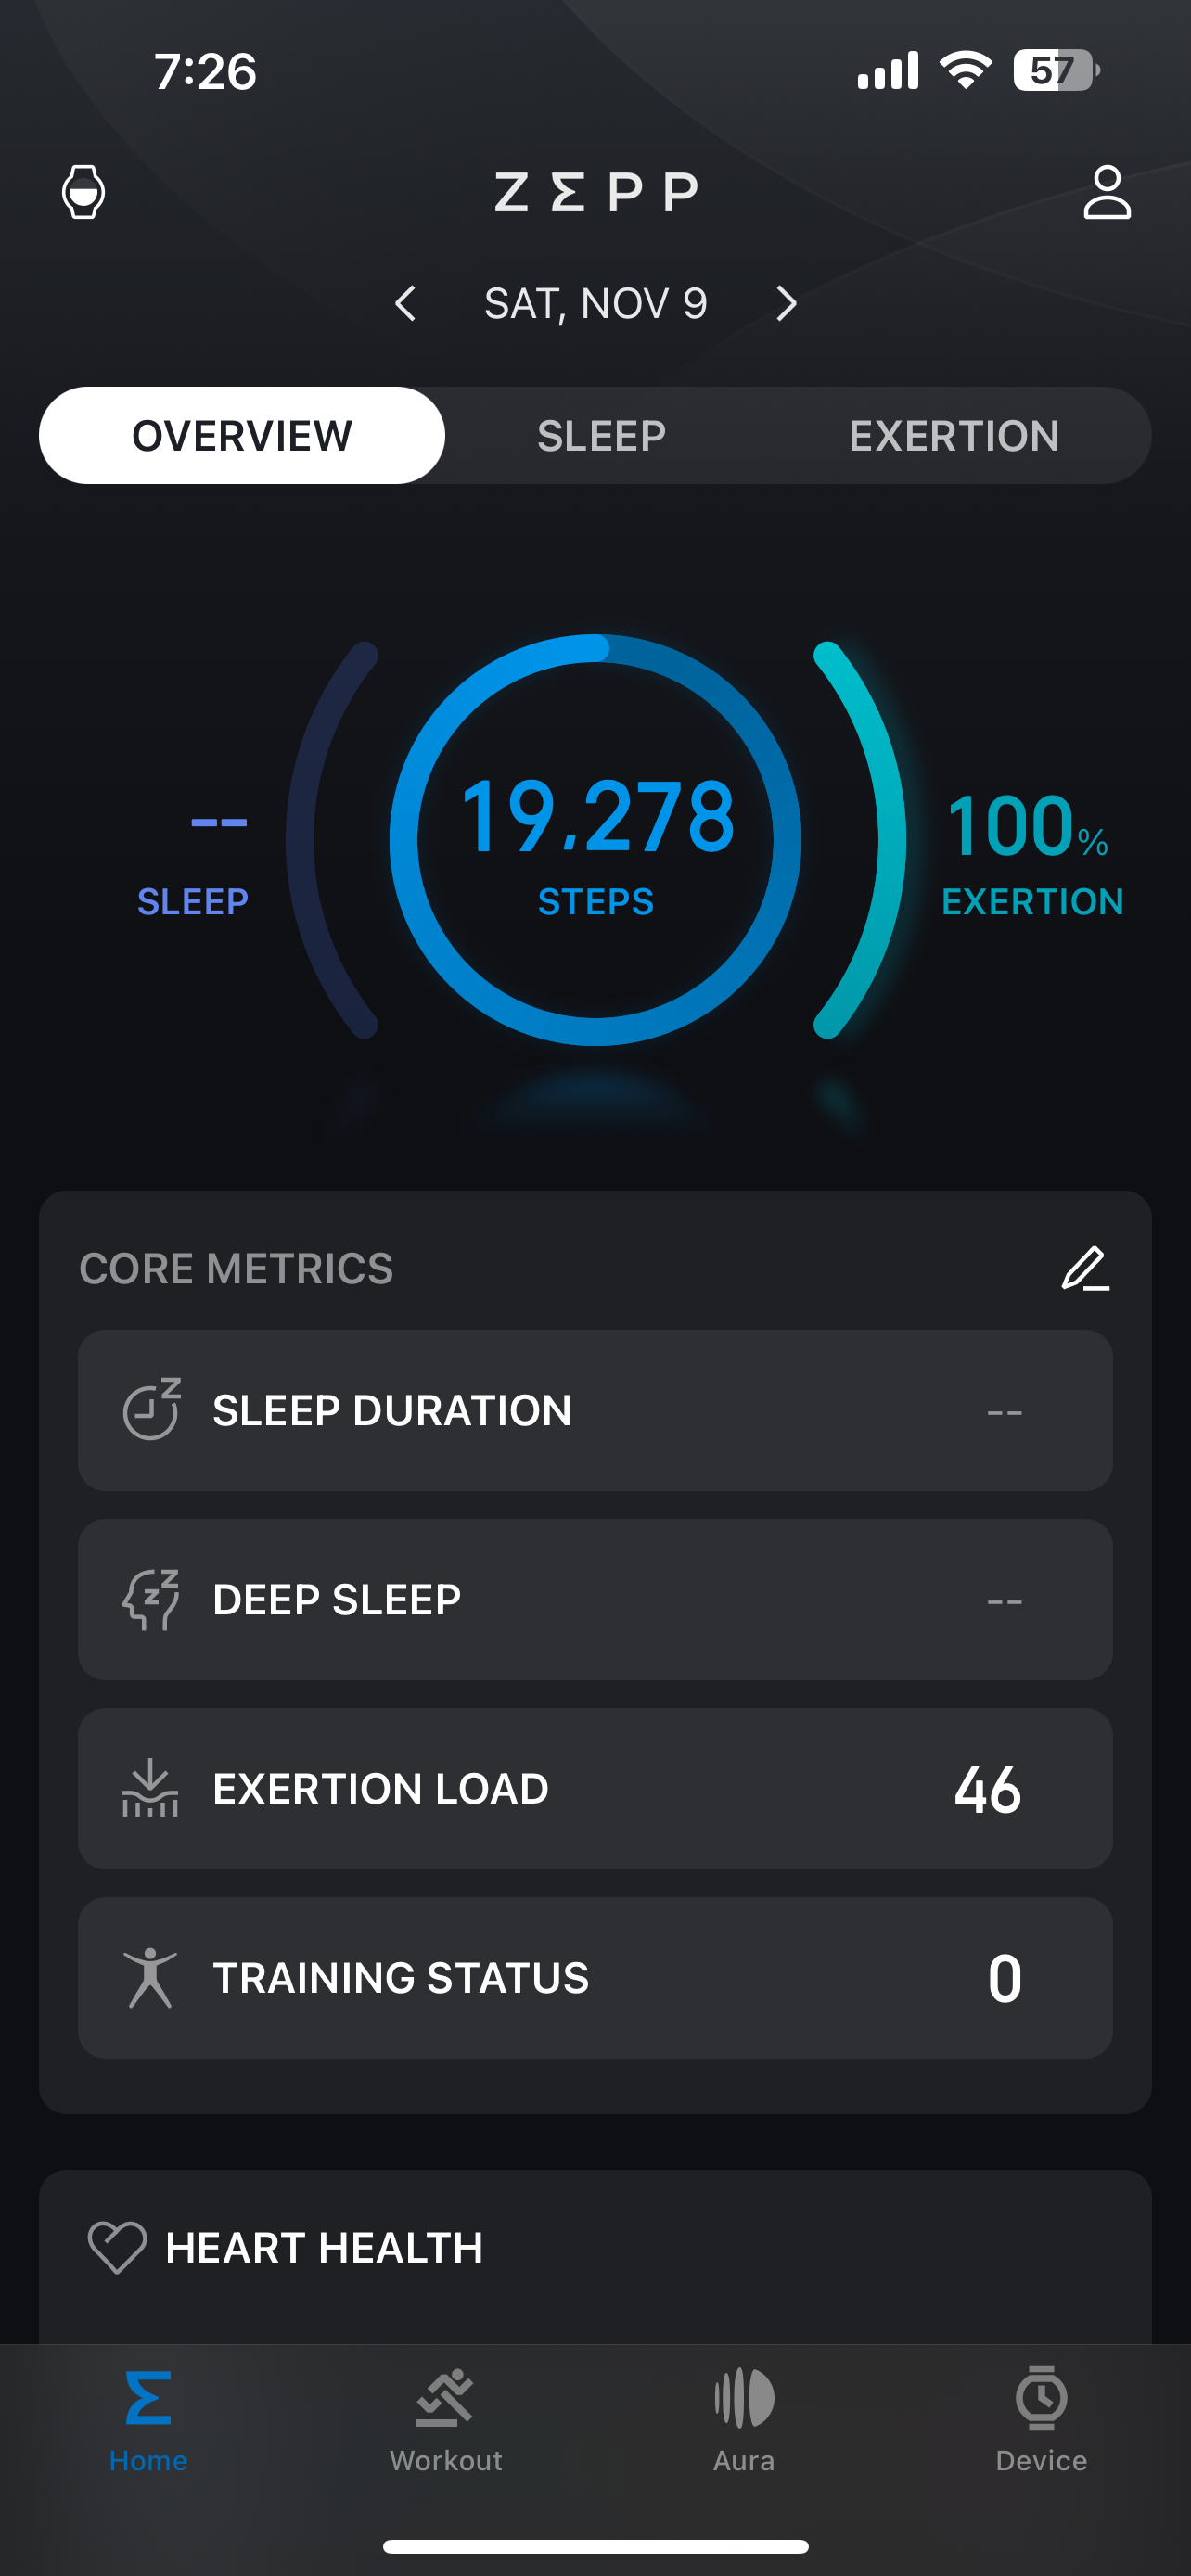 7:26
57
ZEPP
SAT, NOV 9
OVERVIEW SLEEP EXERTION
19,278
STEPS
--
SLEEP
100%
EXERTION
CORE METRICS
SLEEP DURATION --
DEEP SLEEP --
EXERTION LOAD 46
TRAINING STATUS 0
HEART HEALTH
Home Workout Aura Device